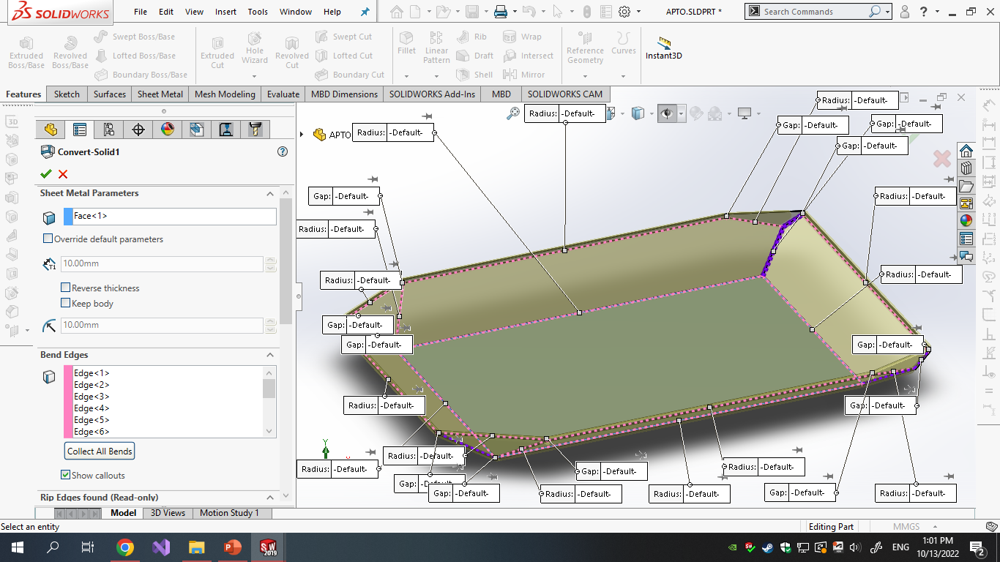 SOLIDWORKS
File Edit View Insert Tools Window Help
APTO.SLDPRT *
Search Commands
Extruded Boss/Base
Revolved Boss/Base
Swept Boss/Base
Lofted Boss/Base
Boundary Boss/Base
Extruded Cut
Hole Wizard
Revolved Cut
Swept Cut
Lofted Cut
Boundary Cut
Fillet
Linear Pattern
Rib
Draft
Shell
Wrap
Intersect
Mirror
Reference Geometry
Curves
Instant3D
Features Sketch Surfaces Sheet Metal Mesh Modeling Evaluate MBD Dimensions SOLIDWORKS Add-Ins MBD SOLIDWORKS CAM
Convert-Solid1
Sheet Metal Parameters
Face<1>
Override default parameters
10.00mm
Reverse thickness
Keep body
10.00mm
Bend Edges
Edge<1>
Edge<2>
Edge<3>
Edge<4>
Edge<5>
Edge<6>
Collect All Bends
Show callouts
Rip Edges found (Read-only)
APTO
Radius: -Default-
Radius: -Default-
Radius: -Default-
Gap: -Default-
Gap: -Default-
Gap: -Default-
Gap: -Default-
Radius: -Default-
Radius: -Default-
Radius: -Default-
Radius: -Default-
Gap: -Default-
Gap: -Default-
Gap: -Default-
Radius: -Default-
Gap: -Default-
Radius: -Default-
Radius: -Default-
Gap: -Default-
Radius: -Default-
Gap: -D
Gap: -Default-
Radius: -Default-
Radius: -Default-
Gap: -Default-
Radius: -Default-
Y
Model 3D Views Motion Study 1
Select an entity
Editing Part
MMGS
SW 2019
ENG
1:01 PM
10/13/2022
2